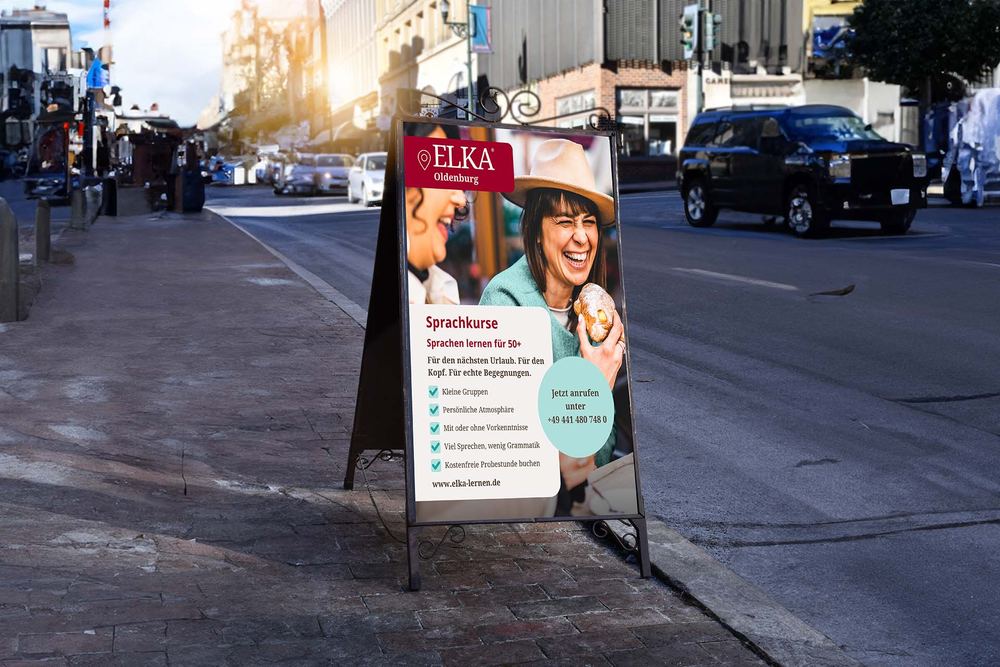 ELKA®
Oldenburg
Sprachkurse
Sprachen lernen für 50+
Für den nächsten Urlaub. Für den
Kopf. Für echte Begegnungen.
Kleine Gruppen
Persönliche Atmosphäre
Mit oder ohne Vorkenntnisse
Viel Sprechen, wenig Grammatik
Kostenfreie Probestunde buchen
www.elka-lernen.de
Jetzt anrufen
unter
+49 441 480 748 0